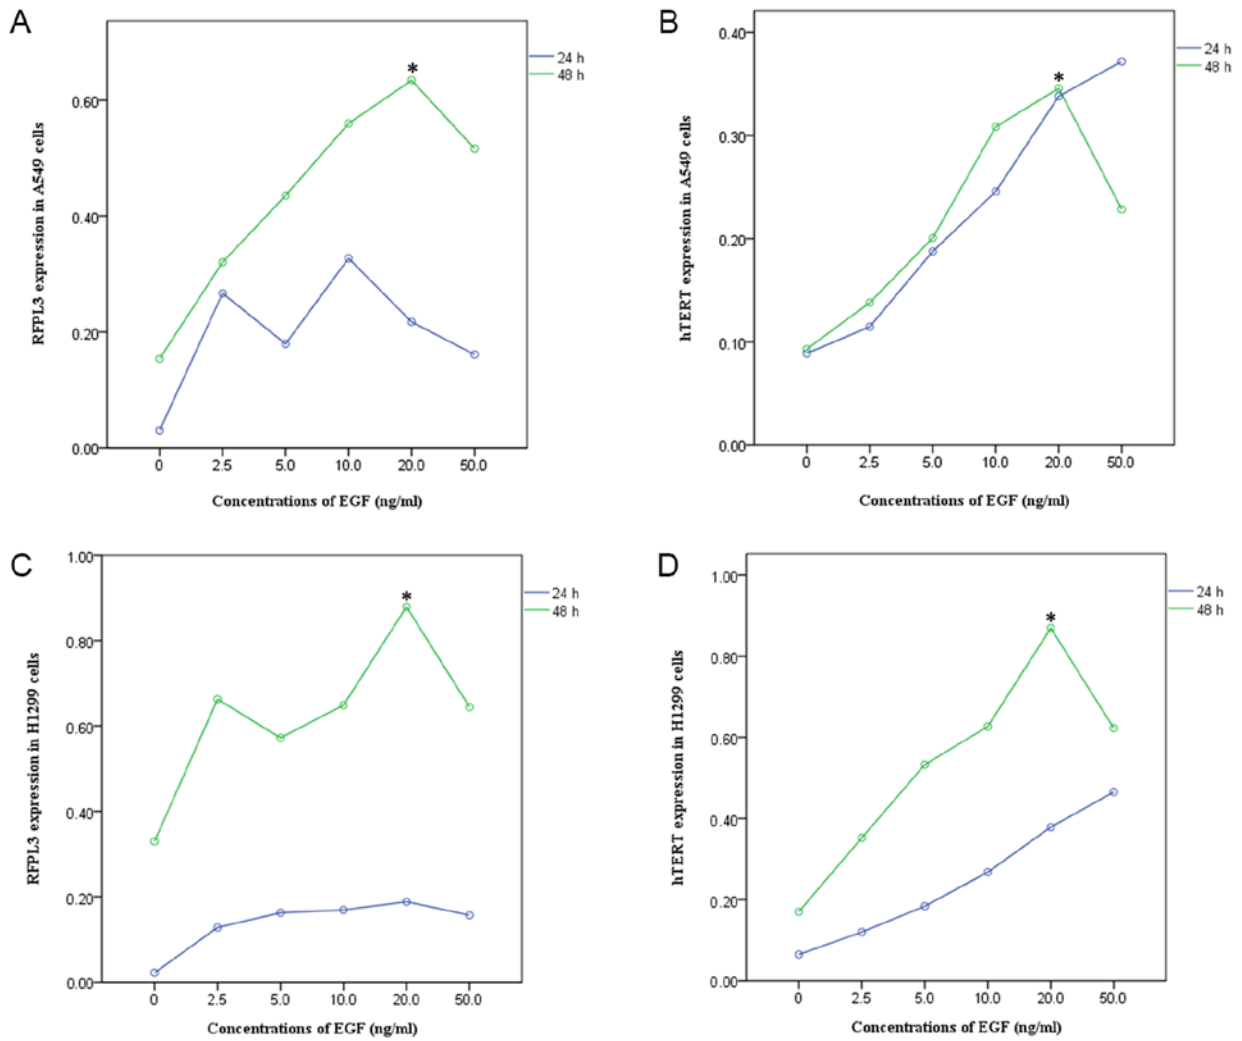 A
RFPL3 expression in A549 cells
0.60
0.40
0.20
0.00
*
24 h
48 h
0 2.5 5.0 10.0 20.0 50.0
Concentrations of EGF (ng/ml)
B
hTERT expression in A549 cells
0.40
0.30
0.20
0.10
0.00
*
24 h
48 h
0 2.5 5.0 10.0 20.0 50.0
Concentrations of EGF (ng/ml)
C
RFPL3 expression in H1299 cells
1.00
0.80
0.60
0.40
0.20
0.00
*
24 h
48 h
0 2.5 5.0 10.0 20.0 50.0
Concentrations of EGF (ng/ml)
D
hTERT expression in H1299 cells
1.00
0.80
0.60
0.40
0.20
0.00
*
24 h
48 h
0 2.5 5.0 10.0 20.0 50.0
Concentrations of EGF (ng/ml)